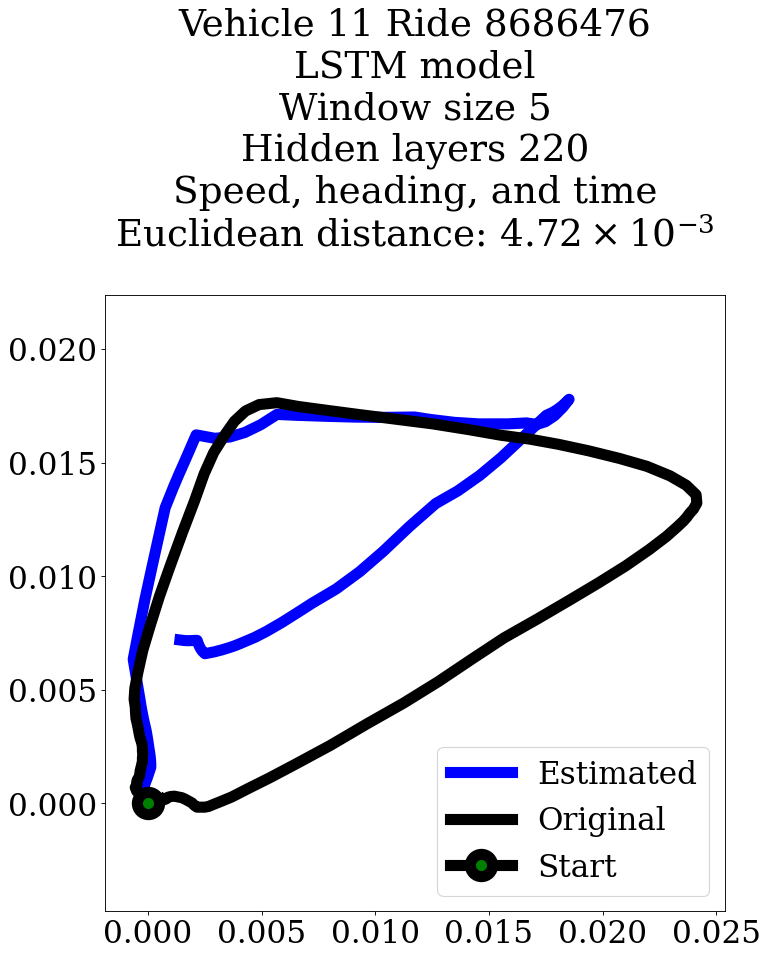 Vehicle 11 Ride 8686476
LSTM model
Window size 5
Hidden layers 220
Speed, heading, and time
Euclidean distance: 4.72 × 10⁻³
0.020
0.015
0.010
0.005
0.000
Estimated
Original
Start
0.000 0.005 0.010 0.015 0.020 0.025